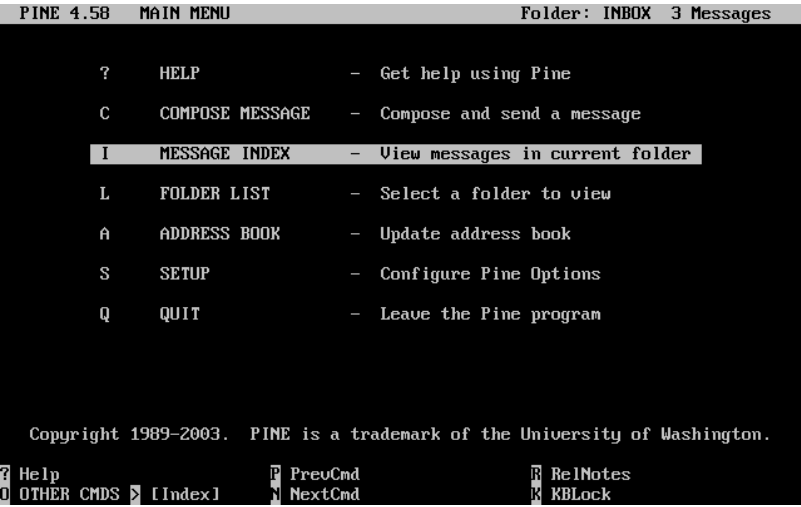 PINE 4.58   MAIN MENU   Folder: INBOX   3 Messages
?   HELP   -   Get help using Pine
C   COMPOSE MESSAGE   -   Compose and send a message
I   MESSAGE INDEX   -   View messages in current folder
L   FOLDER LIST   -   Select a folder to view
A   ADDRESS BOOK   -   Update address book
S   SETUP   -   Configure Pine Options
Q   QUIT   -   Leave the Pine program
Copyright 1989-2003.  PINE is a trademark of the University of Washington.
? Help   P PrevCmd   R RelNotes
O OTHER CMDS > [Index]   N NextCmd   K KBLock